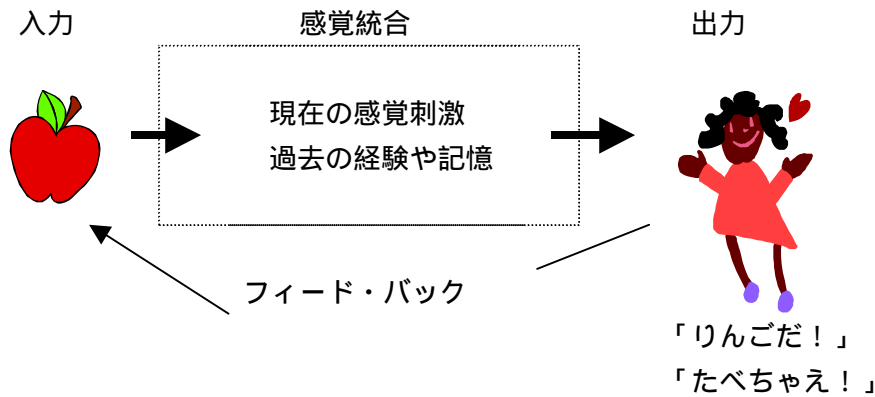 入力
感覚統合
出力
現在の感覚刺激
過去の経験や記憶
フィード・バック
「りんごだ！」
「たべちゃえ！」